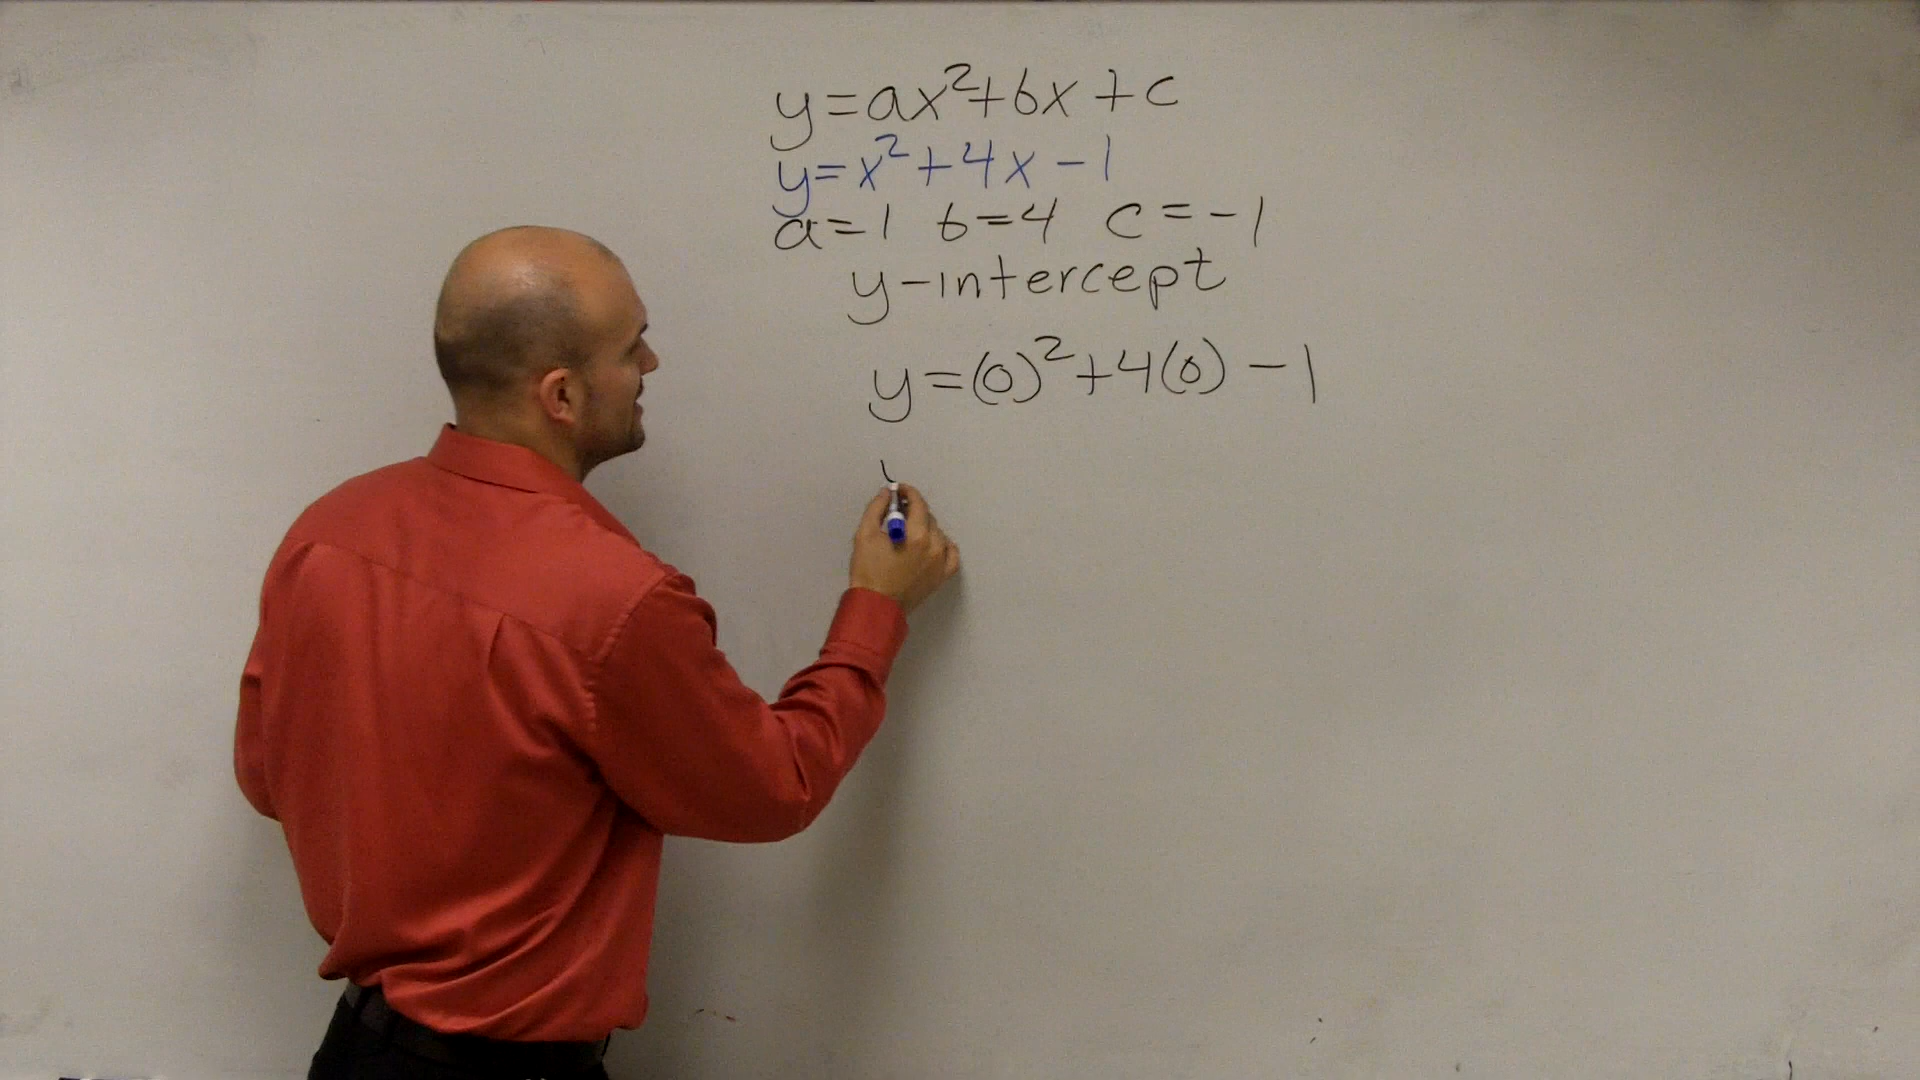 y=ax²+bx+c
y=x²+4x-1
a=1 b=4 c=-1
y-intercept
y=(0)²+4(0)-1